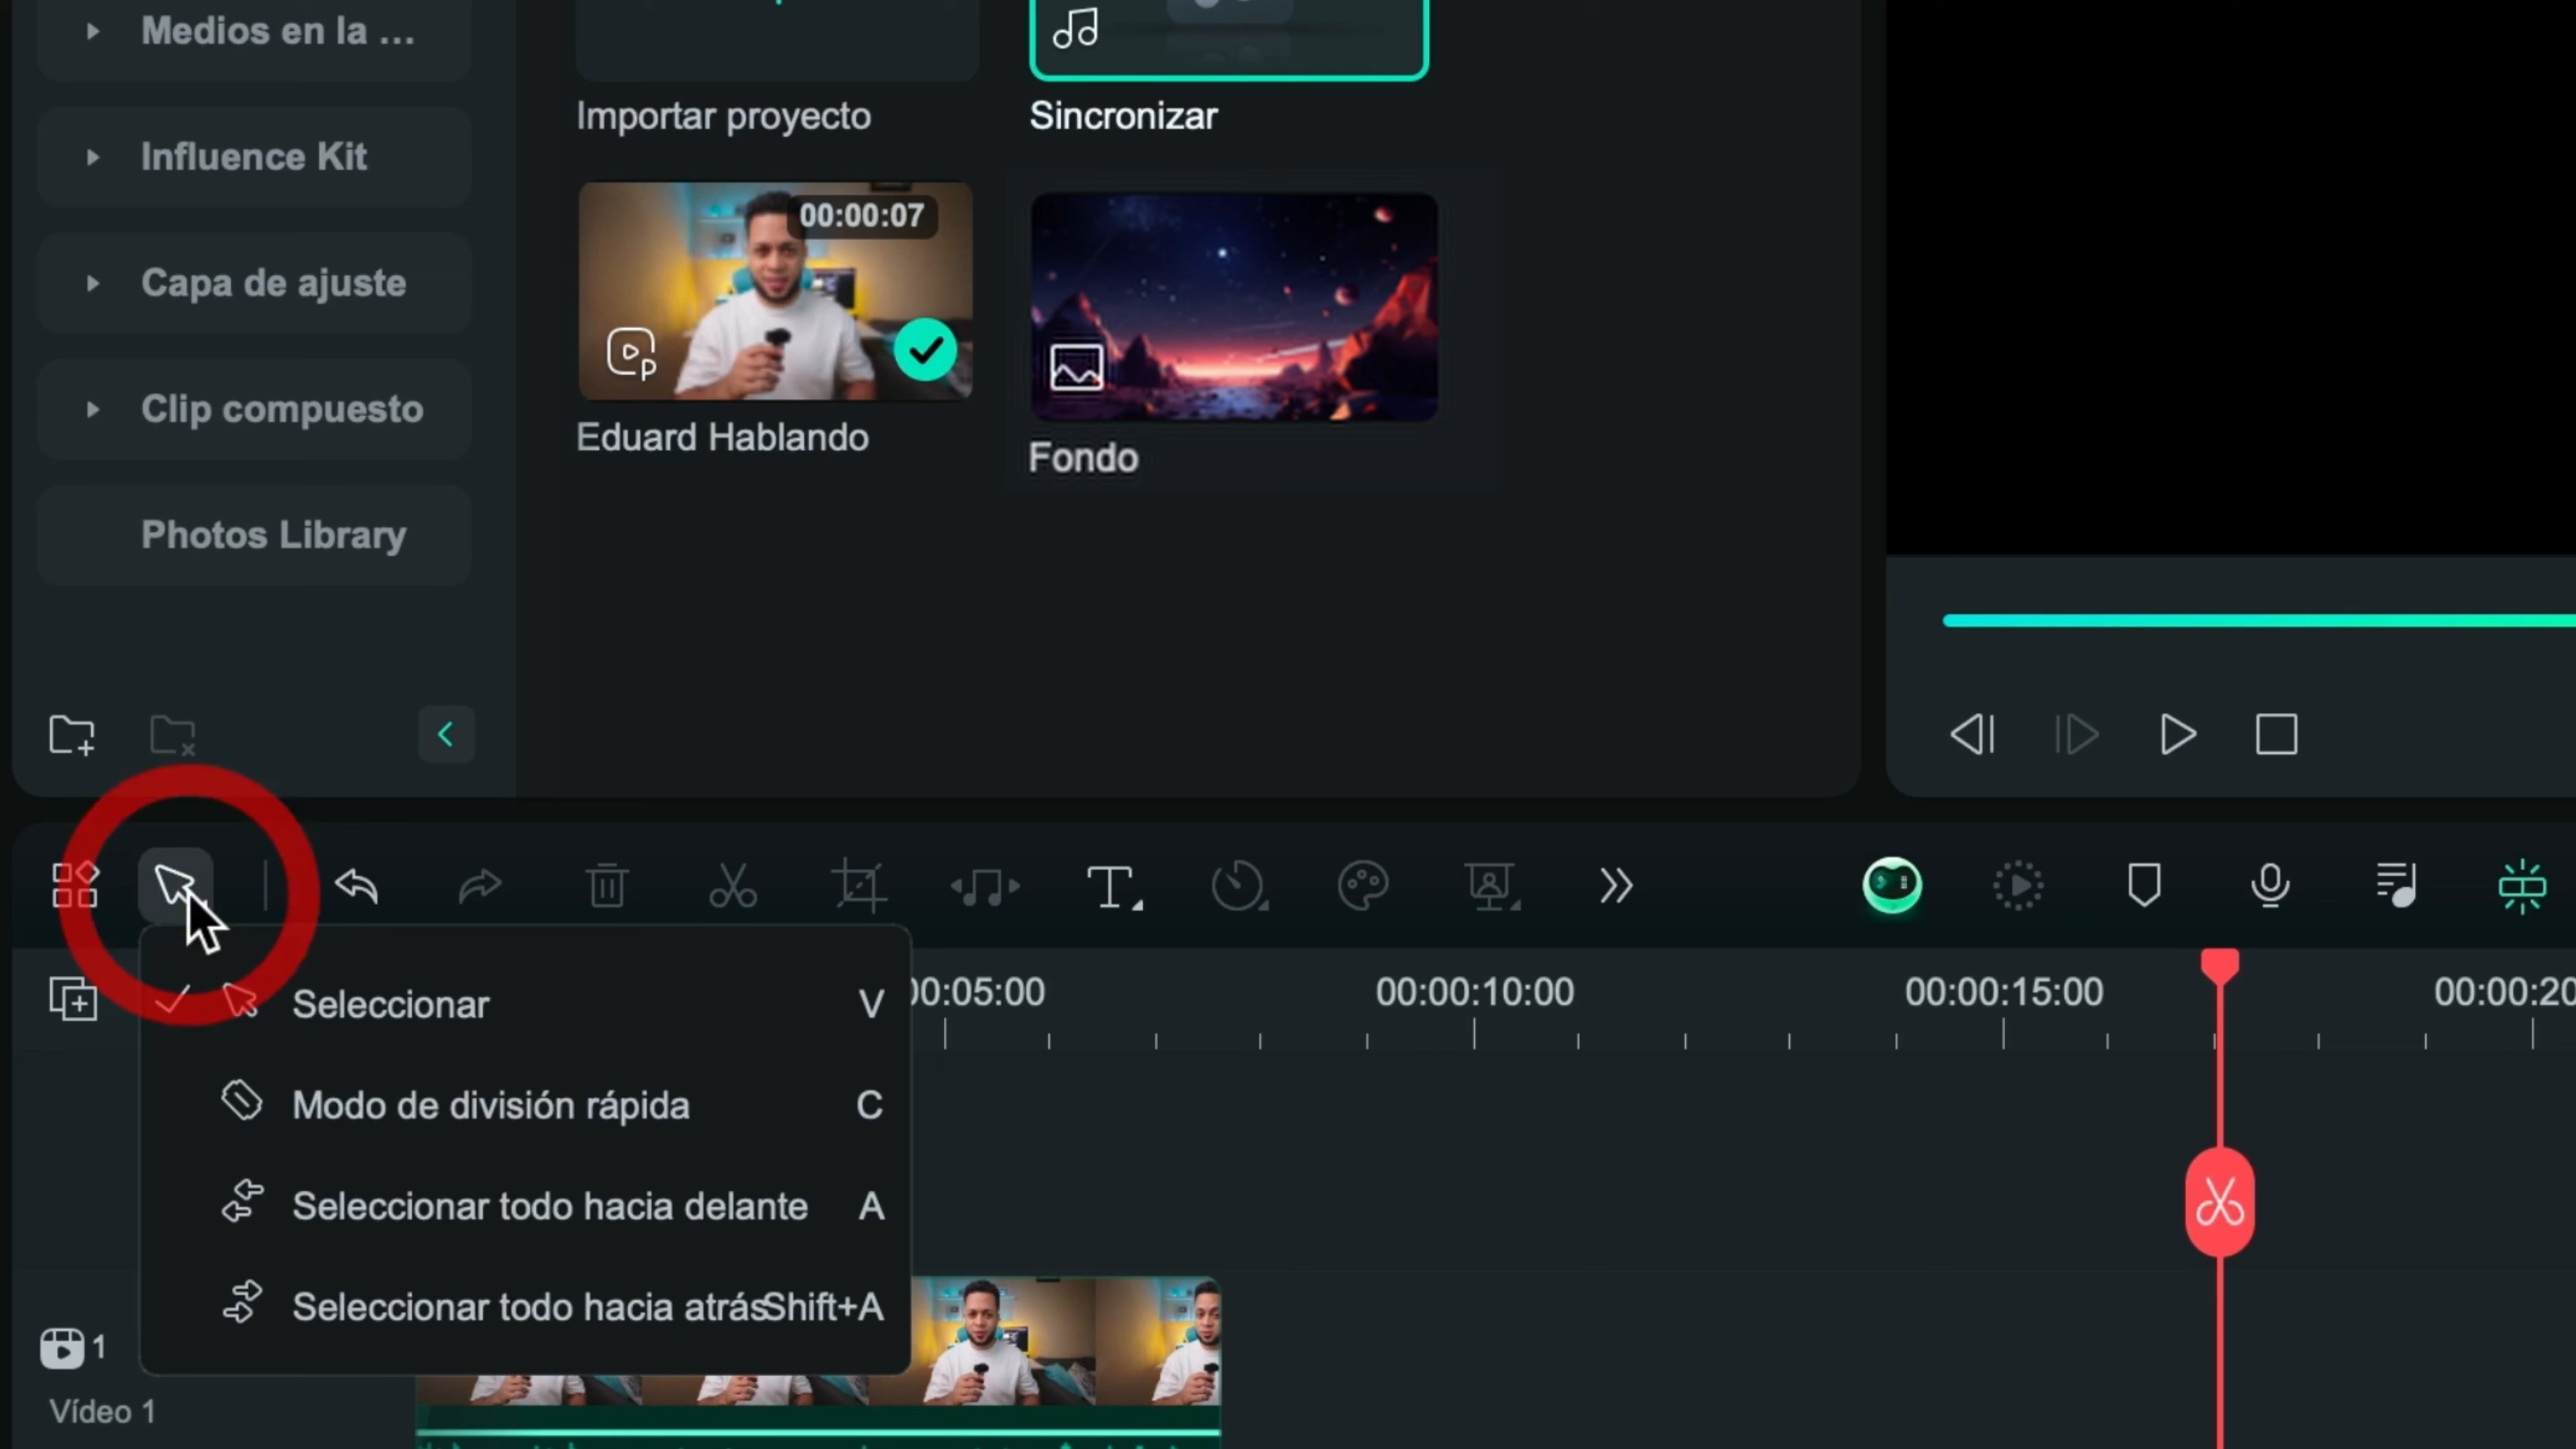 Medios en la ...
Influence Kit
Capa de ajuste
Clip compuesto
Photos Library
Importar proyecto
Sincronizar
00:00:07
Eduard Hablando
Fondo
Seleccionar V
Modo de división rápida C
Seleccionar todo hacia delante A
Seleccionar todo hacia atrás Shift+A
00:05:00
00:00:10:00
00:00:15:00
00:00:20
1
Vídeo 1